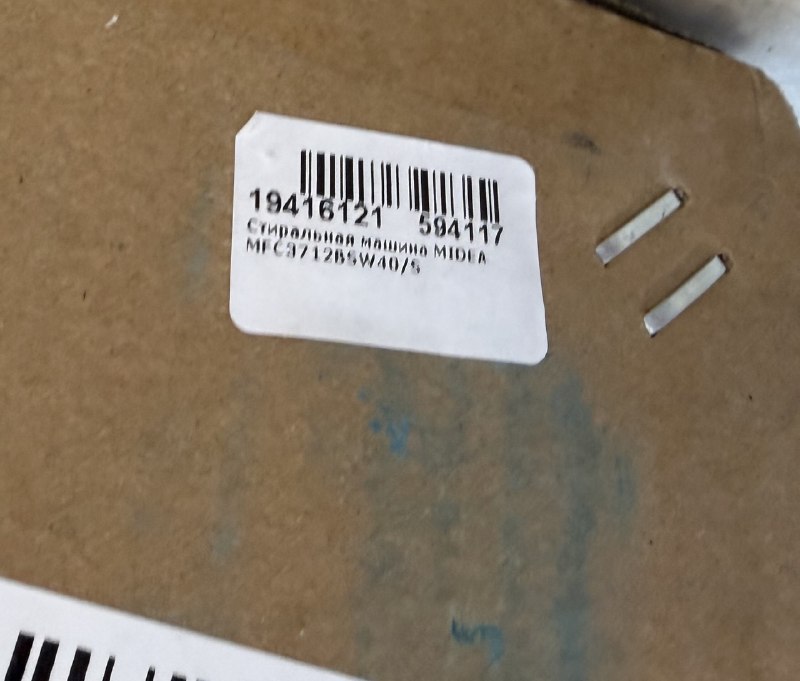 19416121 594117
Стиральная машина MIDEA
MFC3712BSW40/S